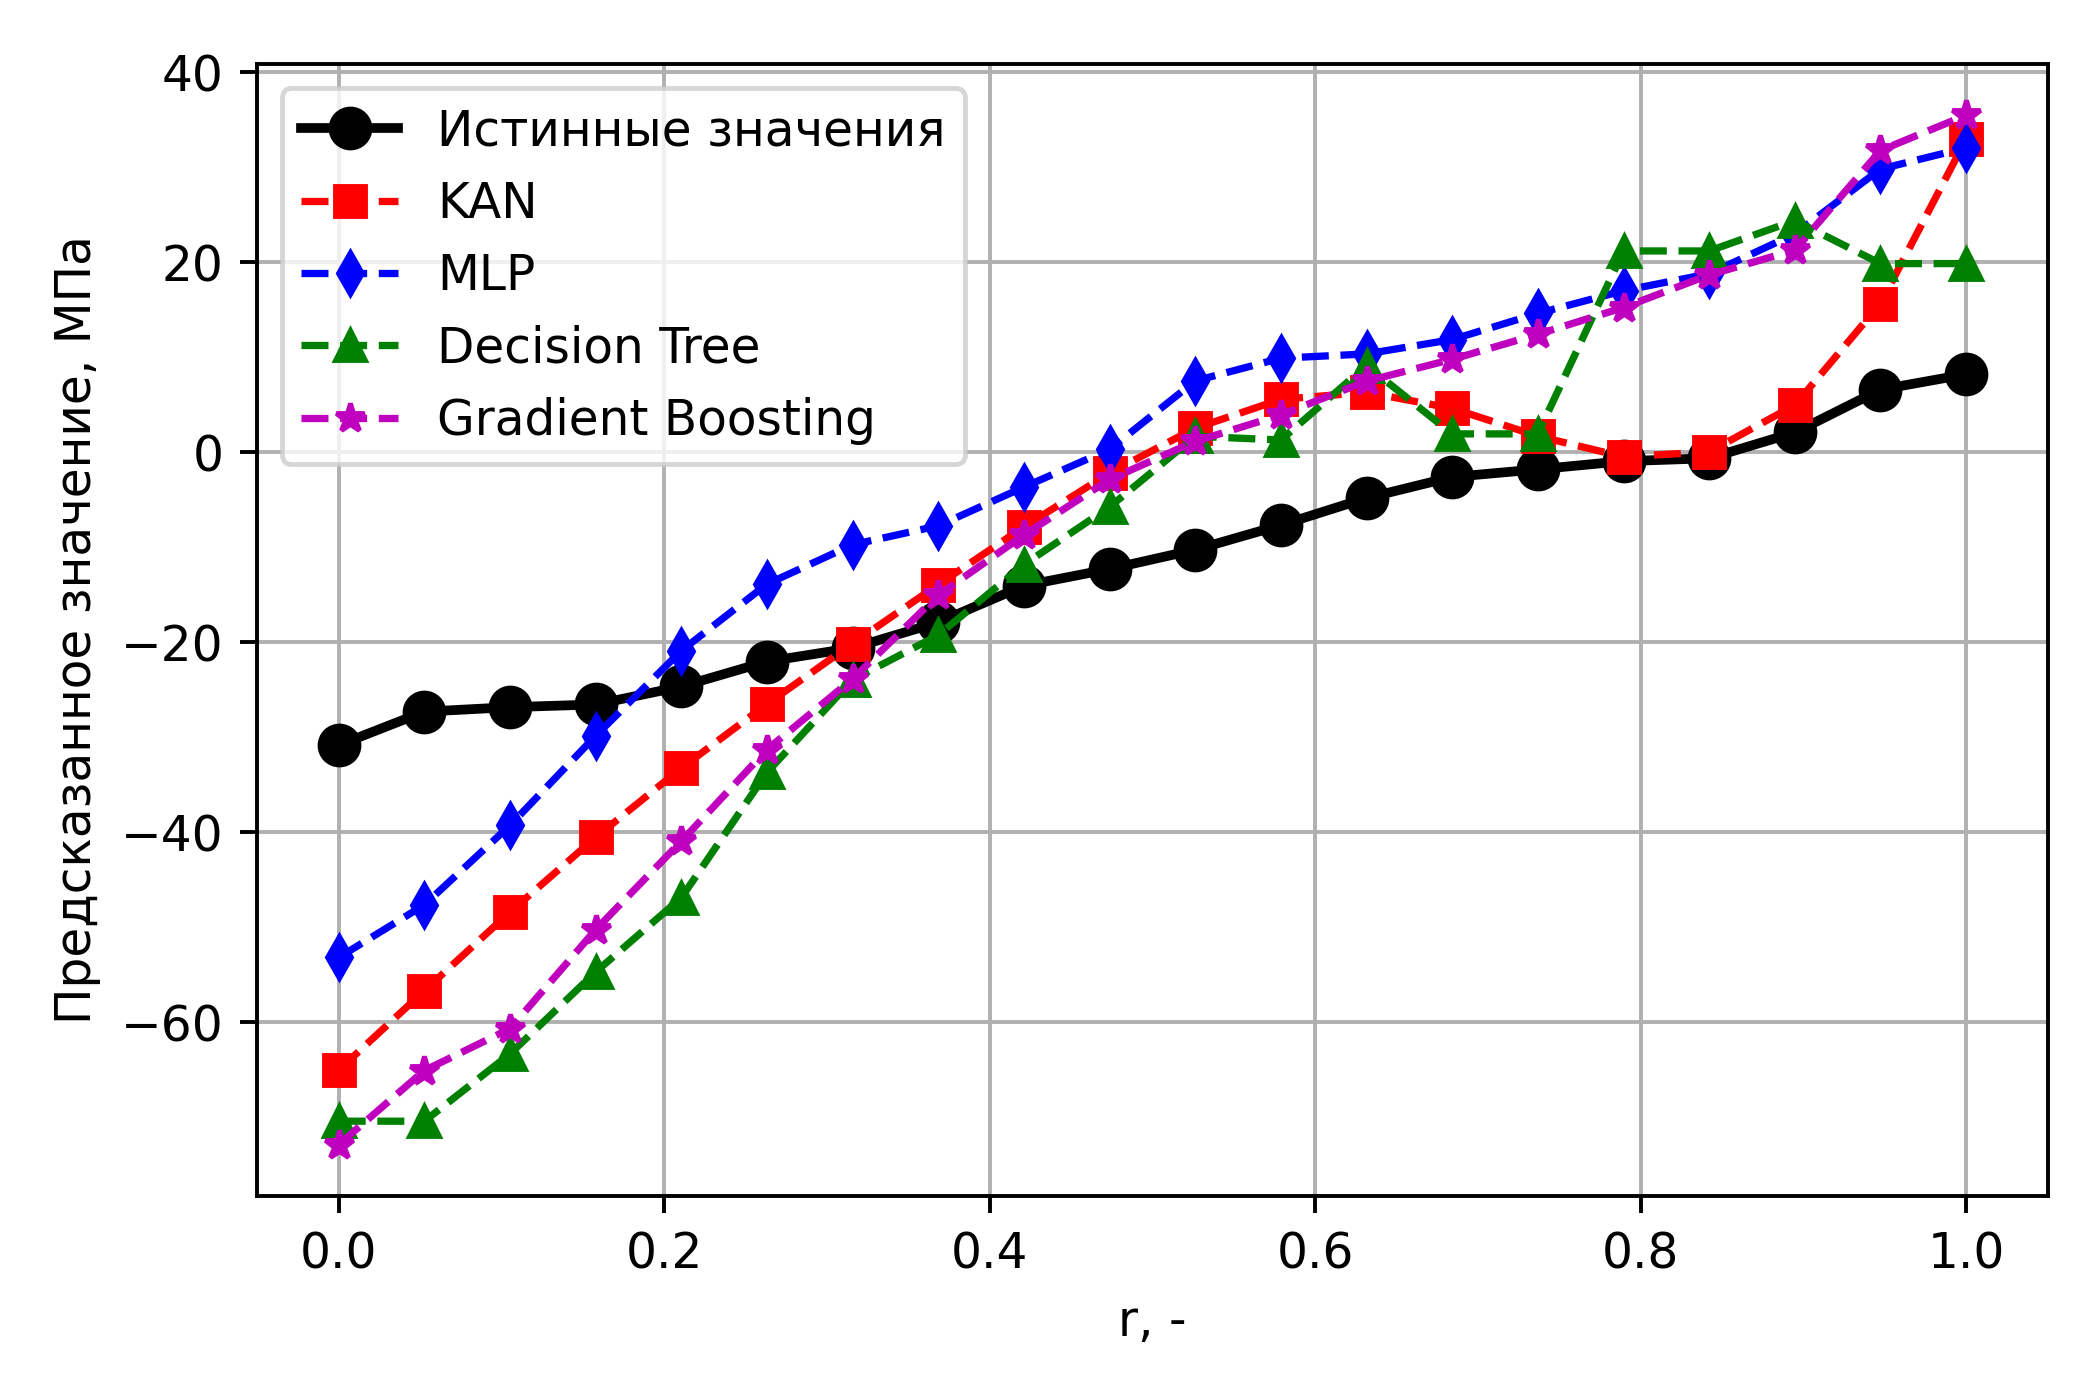 40
20
0
−20
−40
−60
Предсказанное значение, МПа
Истинные значения
KAN
MLP
Decision Tree
Gradient Boosting
0.0 0.2 0.4 0.6 0.8 1.0
r, -